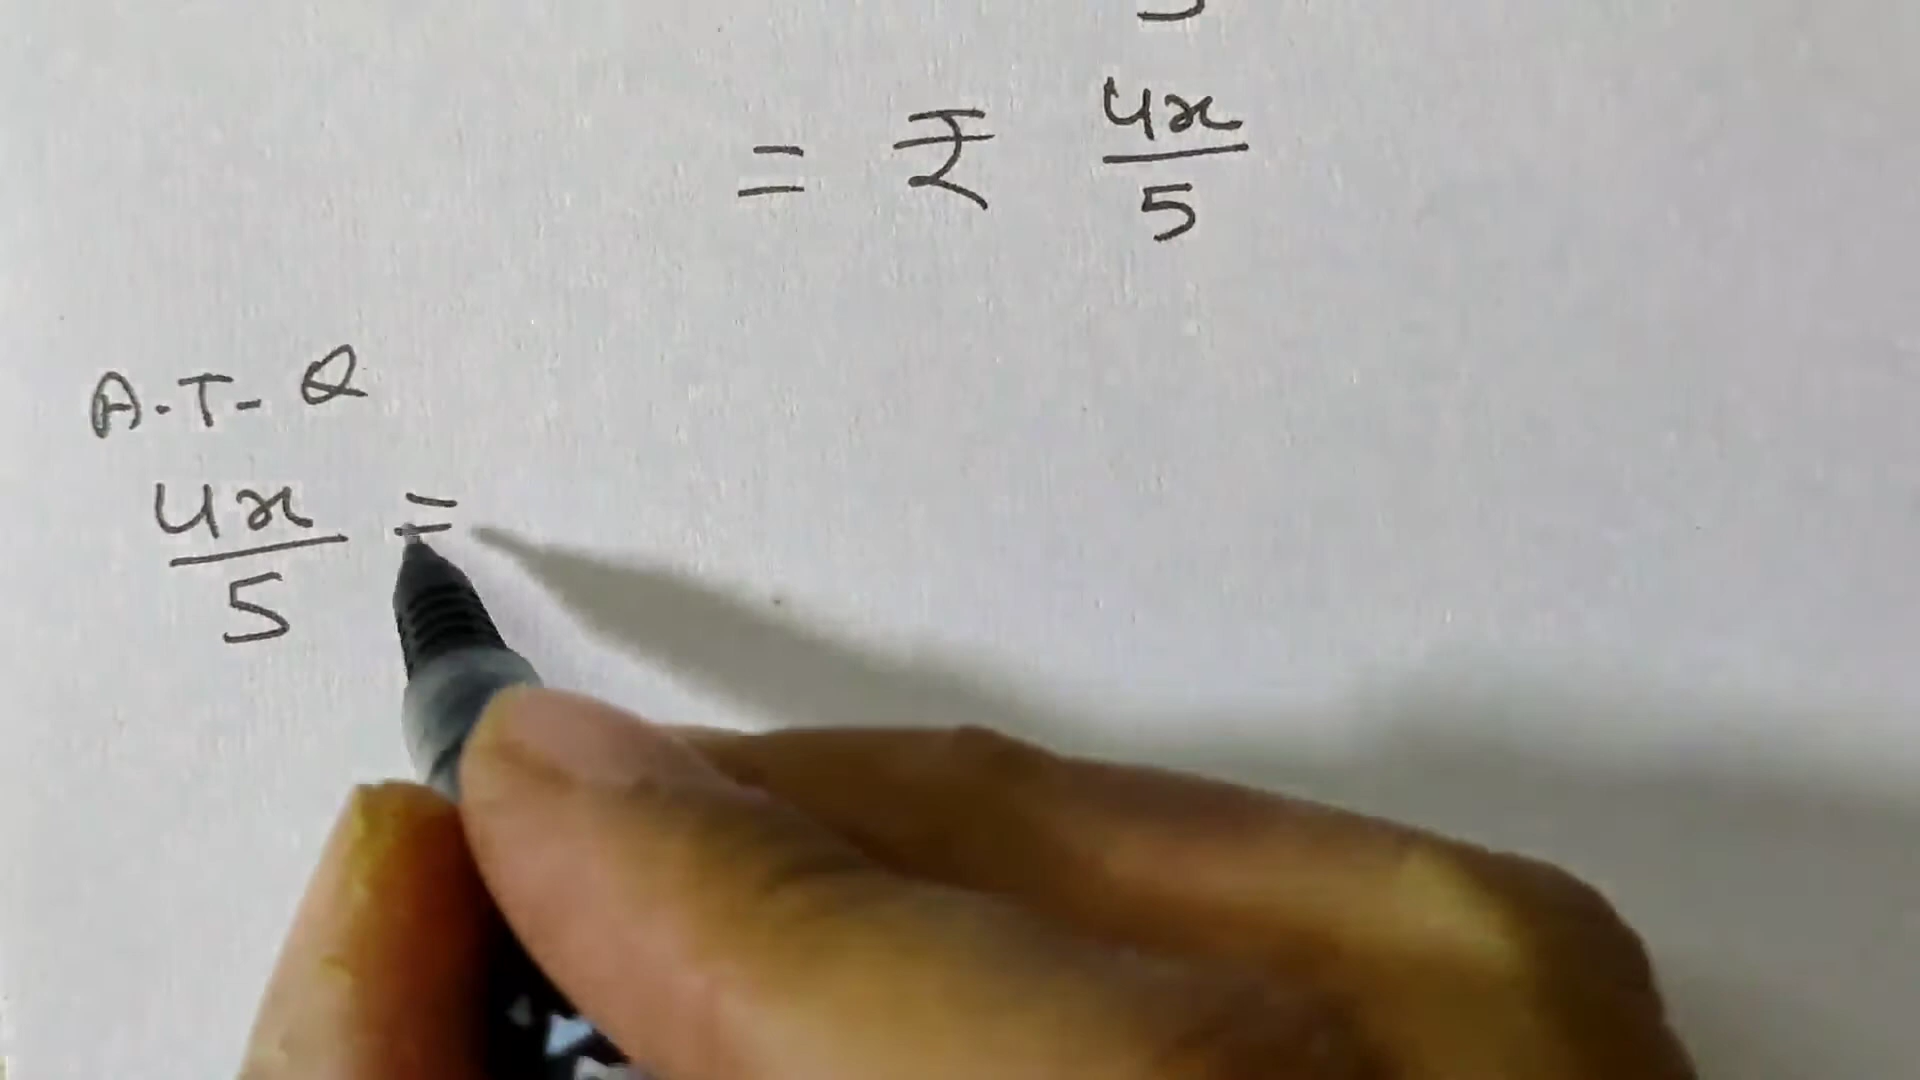 = ₹ 4x/5
A.T-Q
4x/5 =